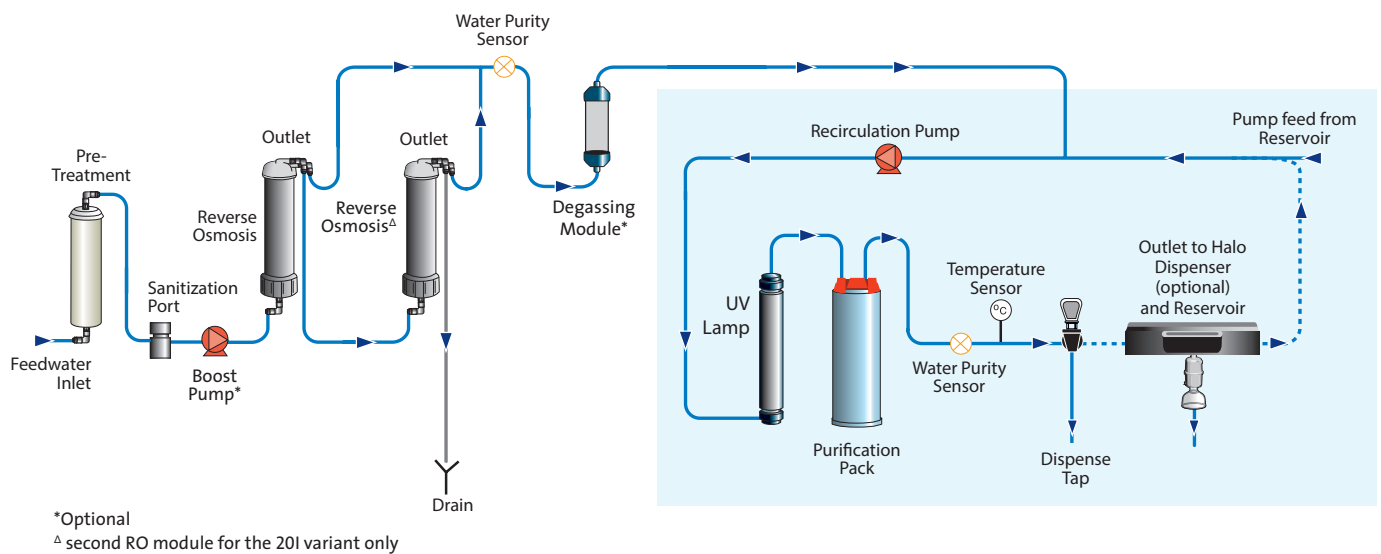 Water Purity
Sensor
Outlet
Outlet
Pre-
Treatment
Reverse
Osmosis
Reverse
OsmosisΔ
Sanitization
Port
Feedwater
Inlet
Boost
Pump*
Degassing
Module*
Drain
Recirculation Pump
Pump feed from
Reservoir
UV
Lamp
Purification
Pack
Temperature
Sensor
°C
Water Purity
Sensor
Outlet to Halo
Dispenser
(optional)
and Reservoir
Dispense
Tap
*Optional
Δ second RO module for the 20I variant only